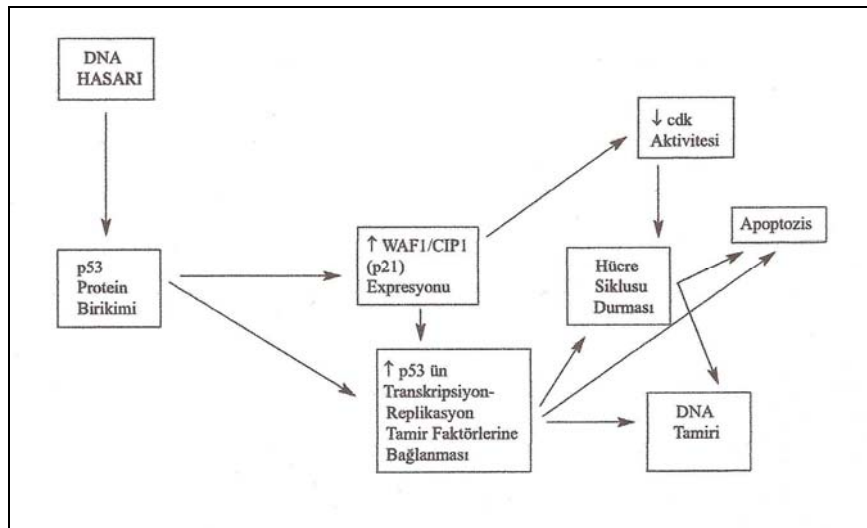 DNA
HASARI
↓ cdk
Aktivitesi
Apoptozis
↑ WAF1/CIP1
(p21)
Expresyonu
p53
Protein
Birikimi
Hücre
Siklusu
Durması
↑ p53 ün
Transkripsiyon-
Replikasyon
Tamir Faktörlerine
Bağlanması
DNA
Tamiri